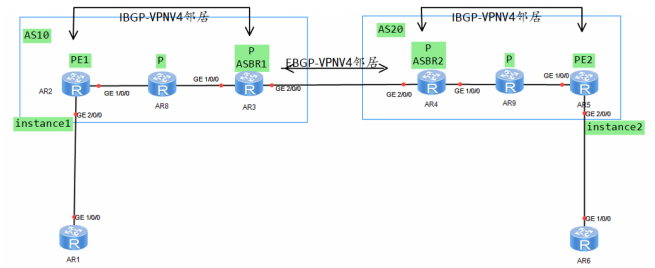 IBGP-VPNV4邻居
IBGP-VPNV4邻居
AS10
AS20
P
ASBR1
EBGP-VPNV4邻居
P
ASBR2
PE1
P
P
PE2
GE 1/0/0
GE 1/0/0
GE 2/0/0
GE 2/0/0
GE 1/0/0
GE 1/0/0
AR2
AR8
AR3
AR4
AR9
AR5
instance1
GE 2/0/0
GE 2/0/0
instance2
GE 1/0/0
GE 1/0/0
AR1
AR6